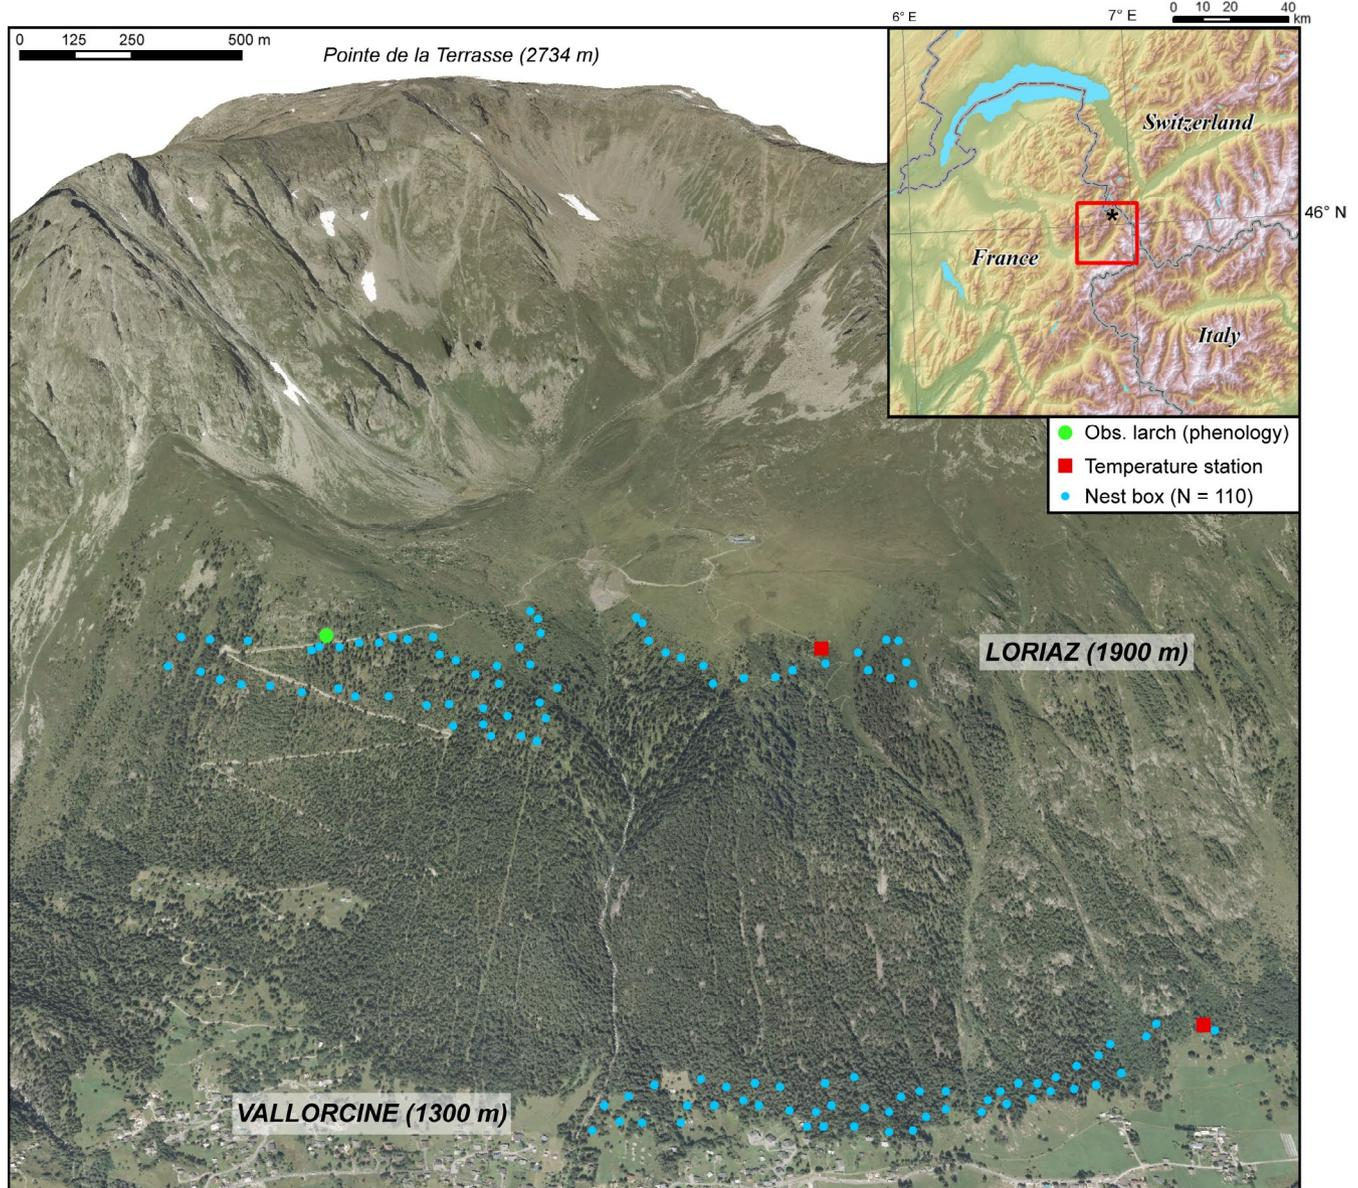 6° E
7° E
0 10 20 40
km
0 125 250 500 m
Pointe de la Terrasse (2734 m)
Switzerland
46° N
France
*
Italy
Obs. larch (phenology)
Temperature station
Nest box (N = 110)
LORIAZ (1900 m)
VALLORCINE (1300 m)